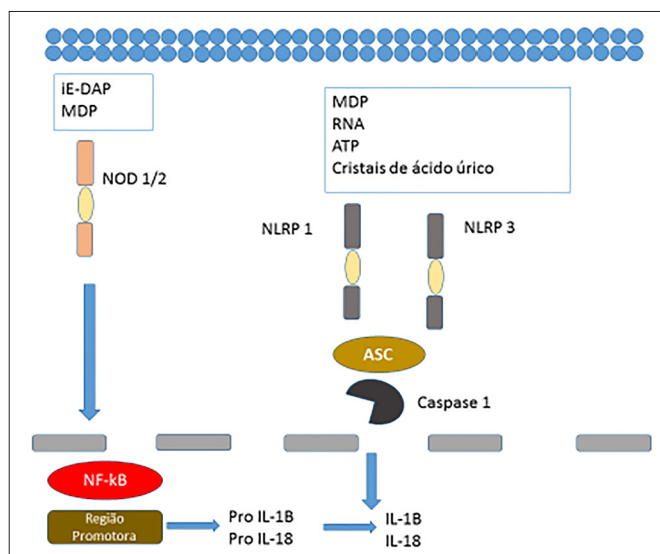 iE-DAP
MDP
NOD 1/2
MDP
RNA
ATP
Cristais de ácido úrico
NLRP 1
NLRP 3
ASC
Caspase 1
NF-kB
Região
Promotora
Pro IL-1B
Pro IL-18
IL-1B
IL-18